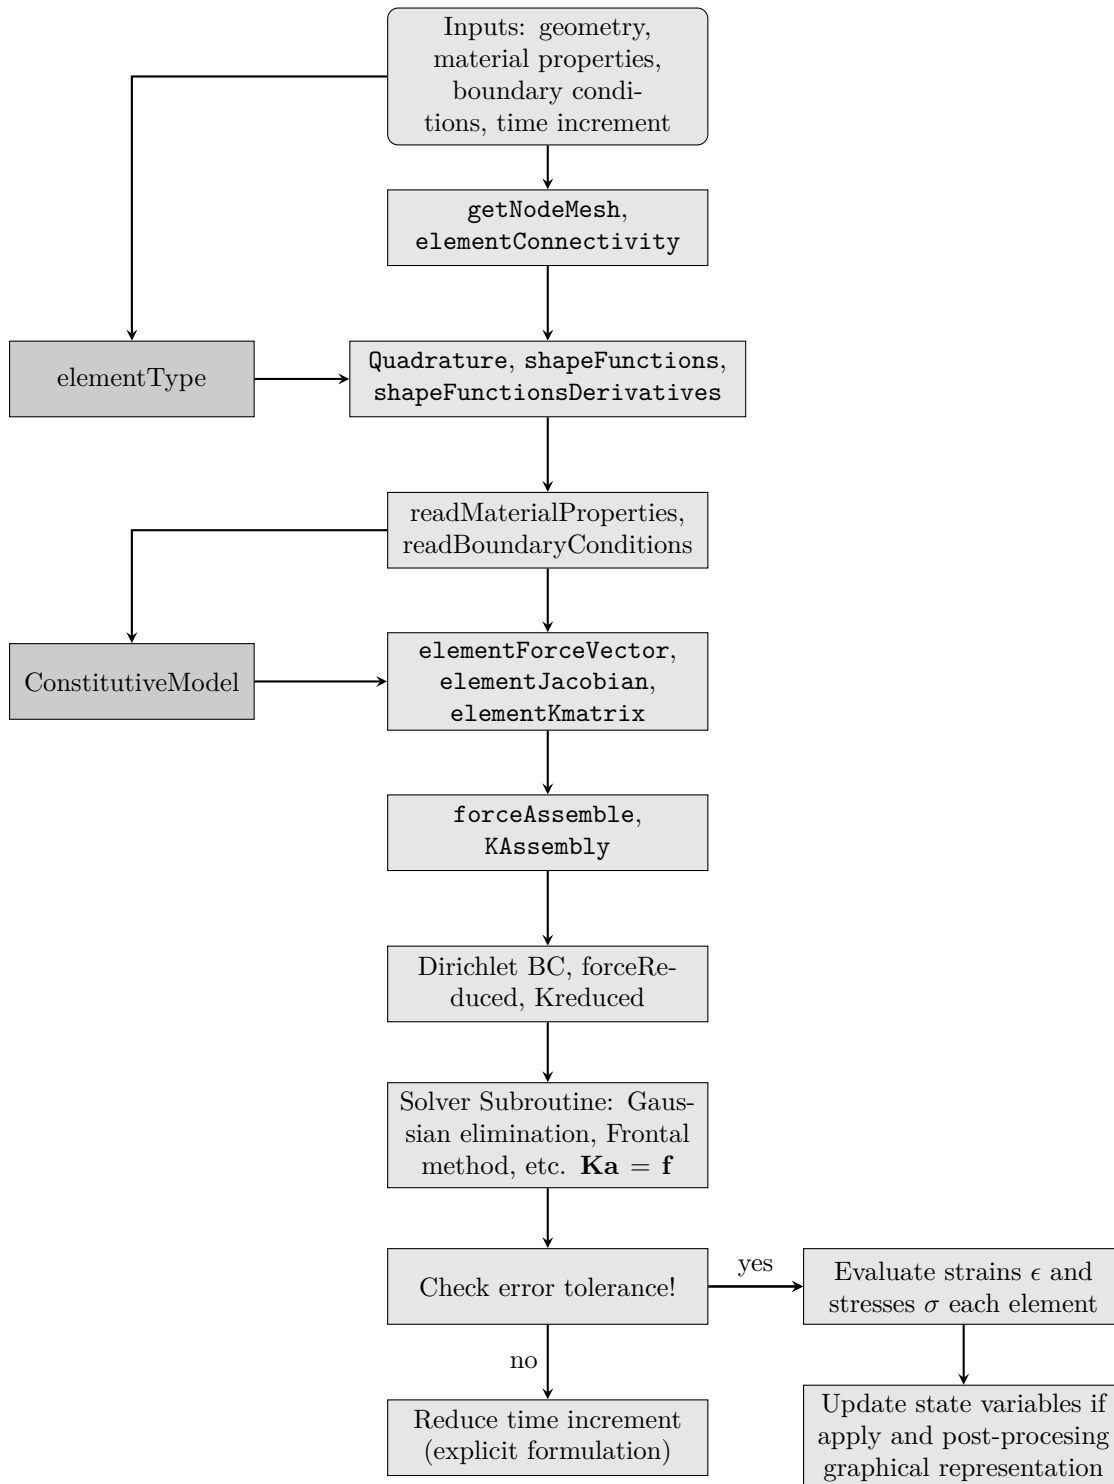 Inputs: geometry,
material properties,
boundary condi-
tions, time increment
getNodeMesh,
elementConnectivity
elementType
Quadrature, shapeFunctions,
shapeFunctionsDerivatives
readMaterialProperties,
readBoundaryConditions
ConstitutiveModel
elementForceVector,
elementJacobian,
elementKmatrix
forceAssemble,
KAssembly
Dirichlet BC, forceRe-
duced, Kreduced
Solver Subroutine: Gaus-
sian elimination, Frontal
method, etc. Ka = f
Check error tolerance!
yes
Evaluate strains ϵ and
stresses σ each element
no
Reduce time increment
(explicit formulation)
Update state variables if
apply and post-procesing
graphical representation